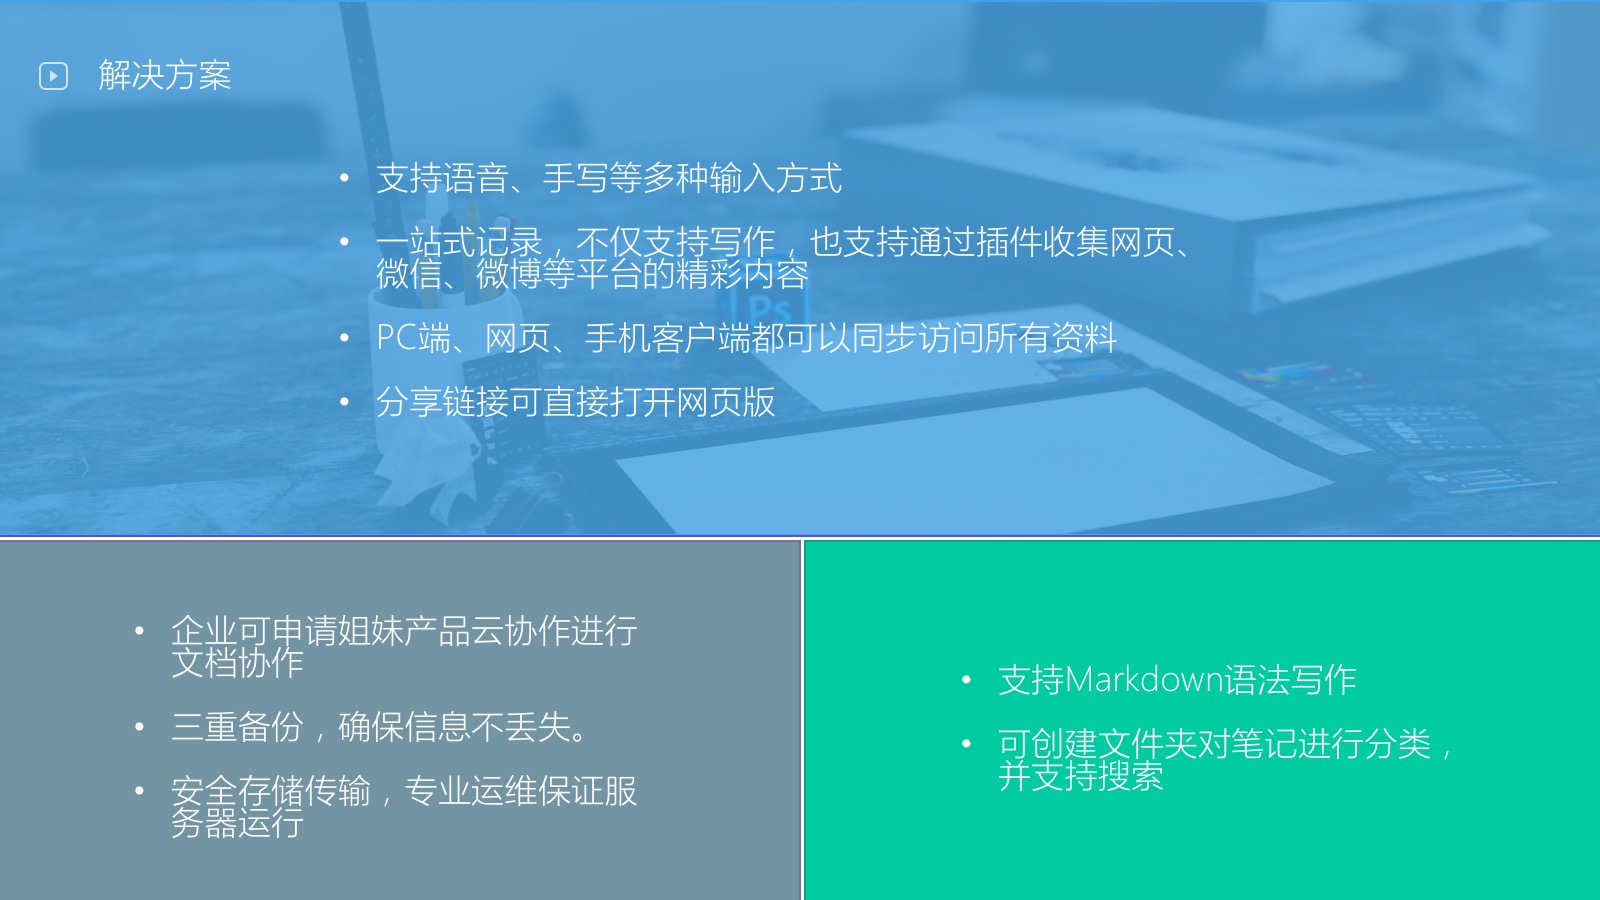 解决方案
• 支持语音、手写等多种输入方式
• 一站式记录，不仅支持写作，也支持通过插件收集网页、
微信、微博等平台的精彩内容
Ps
• PC端、网页、手机客户端都可以同步访问所有资料
• 分享链接可直接打开网页版
• 企业可申请姐妹产品云协作进行
文档协作
• 三重备份，确保信息不丢失。
• 安全存储传输，专业运维保证服
务器运行
• 支持Markdown语法写作
• 可创建文件夹对笔记进行分类，
并支持搜索